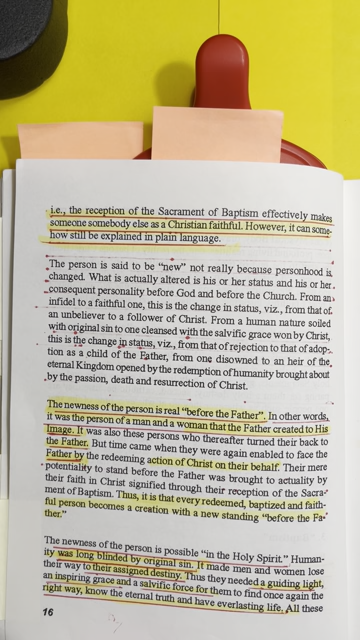 i.e., the reception of the Sacrament of Baptism effectively makes
someone somebody else as a Christian faithful. However, it can some-
how still be explained in plain language.
The person is said to be “new” not really because personhood is
changed. What is actually altered is his or her status and his or her
consequent personality before God and before the Church. From an
infidel to a faithful one, this is the change in status, viz., from that of
an unbeliever to a follower of Christ. From a human nature soiled
with original sin to one cleansed with the salvific grace won by Christ,
this is the change in status, viz., from that of rejection to that of adop-
tion as a child of the Father, from one disowned to an heir of the
eternal Kingdom opened by the redemption of humanity brought about
by the passion, death and resurrection of Christ.
The newness of the person is real “before the Father”. In other words,
it was the person of a man and a woman that the Father created to His
Image. It was also these persons who thereafter turned their back to
the Father. But time came when they were again enabled to face the
Father by the redeeming action of Christ on their behalf. Their mere
potentiality to stand before the Father was brought to actuality by
their faith in Christ signified through their reception of the Sacra-
ment of Baptism. Thus, it is that every redeemed, baptized and faith-
ful person becomes a creation with a new standing “before the Fa-
ther.”
The newness of the person is possible “in the Holy Spirit.” Human-
ity was long blinded by original sin. It made men and women lose
their way to their assigned destiny. Thus they needed a guiding light,
an inspiring grace and a salvific force for them to find once again the
right way, know the eternal truth and have everlasting life. All these
16